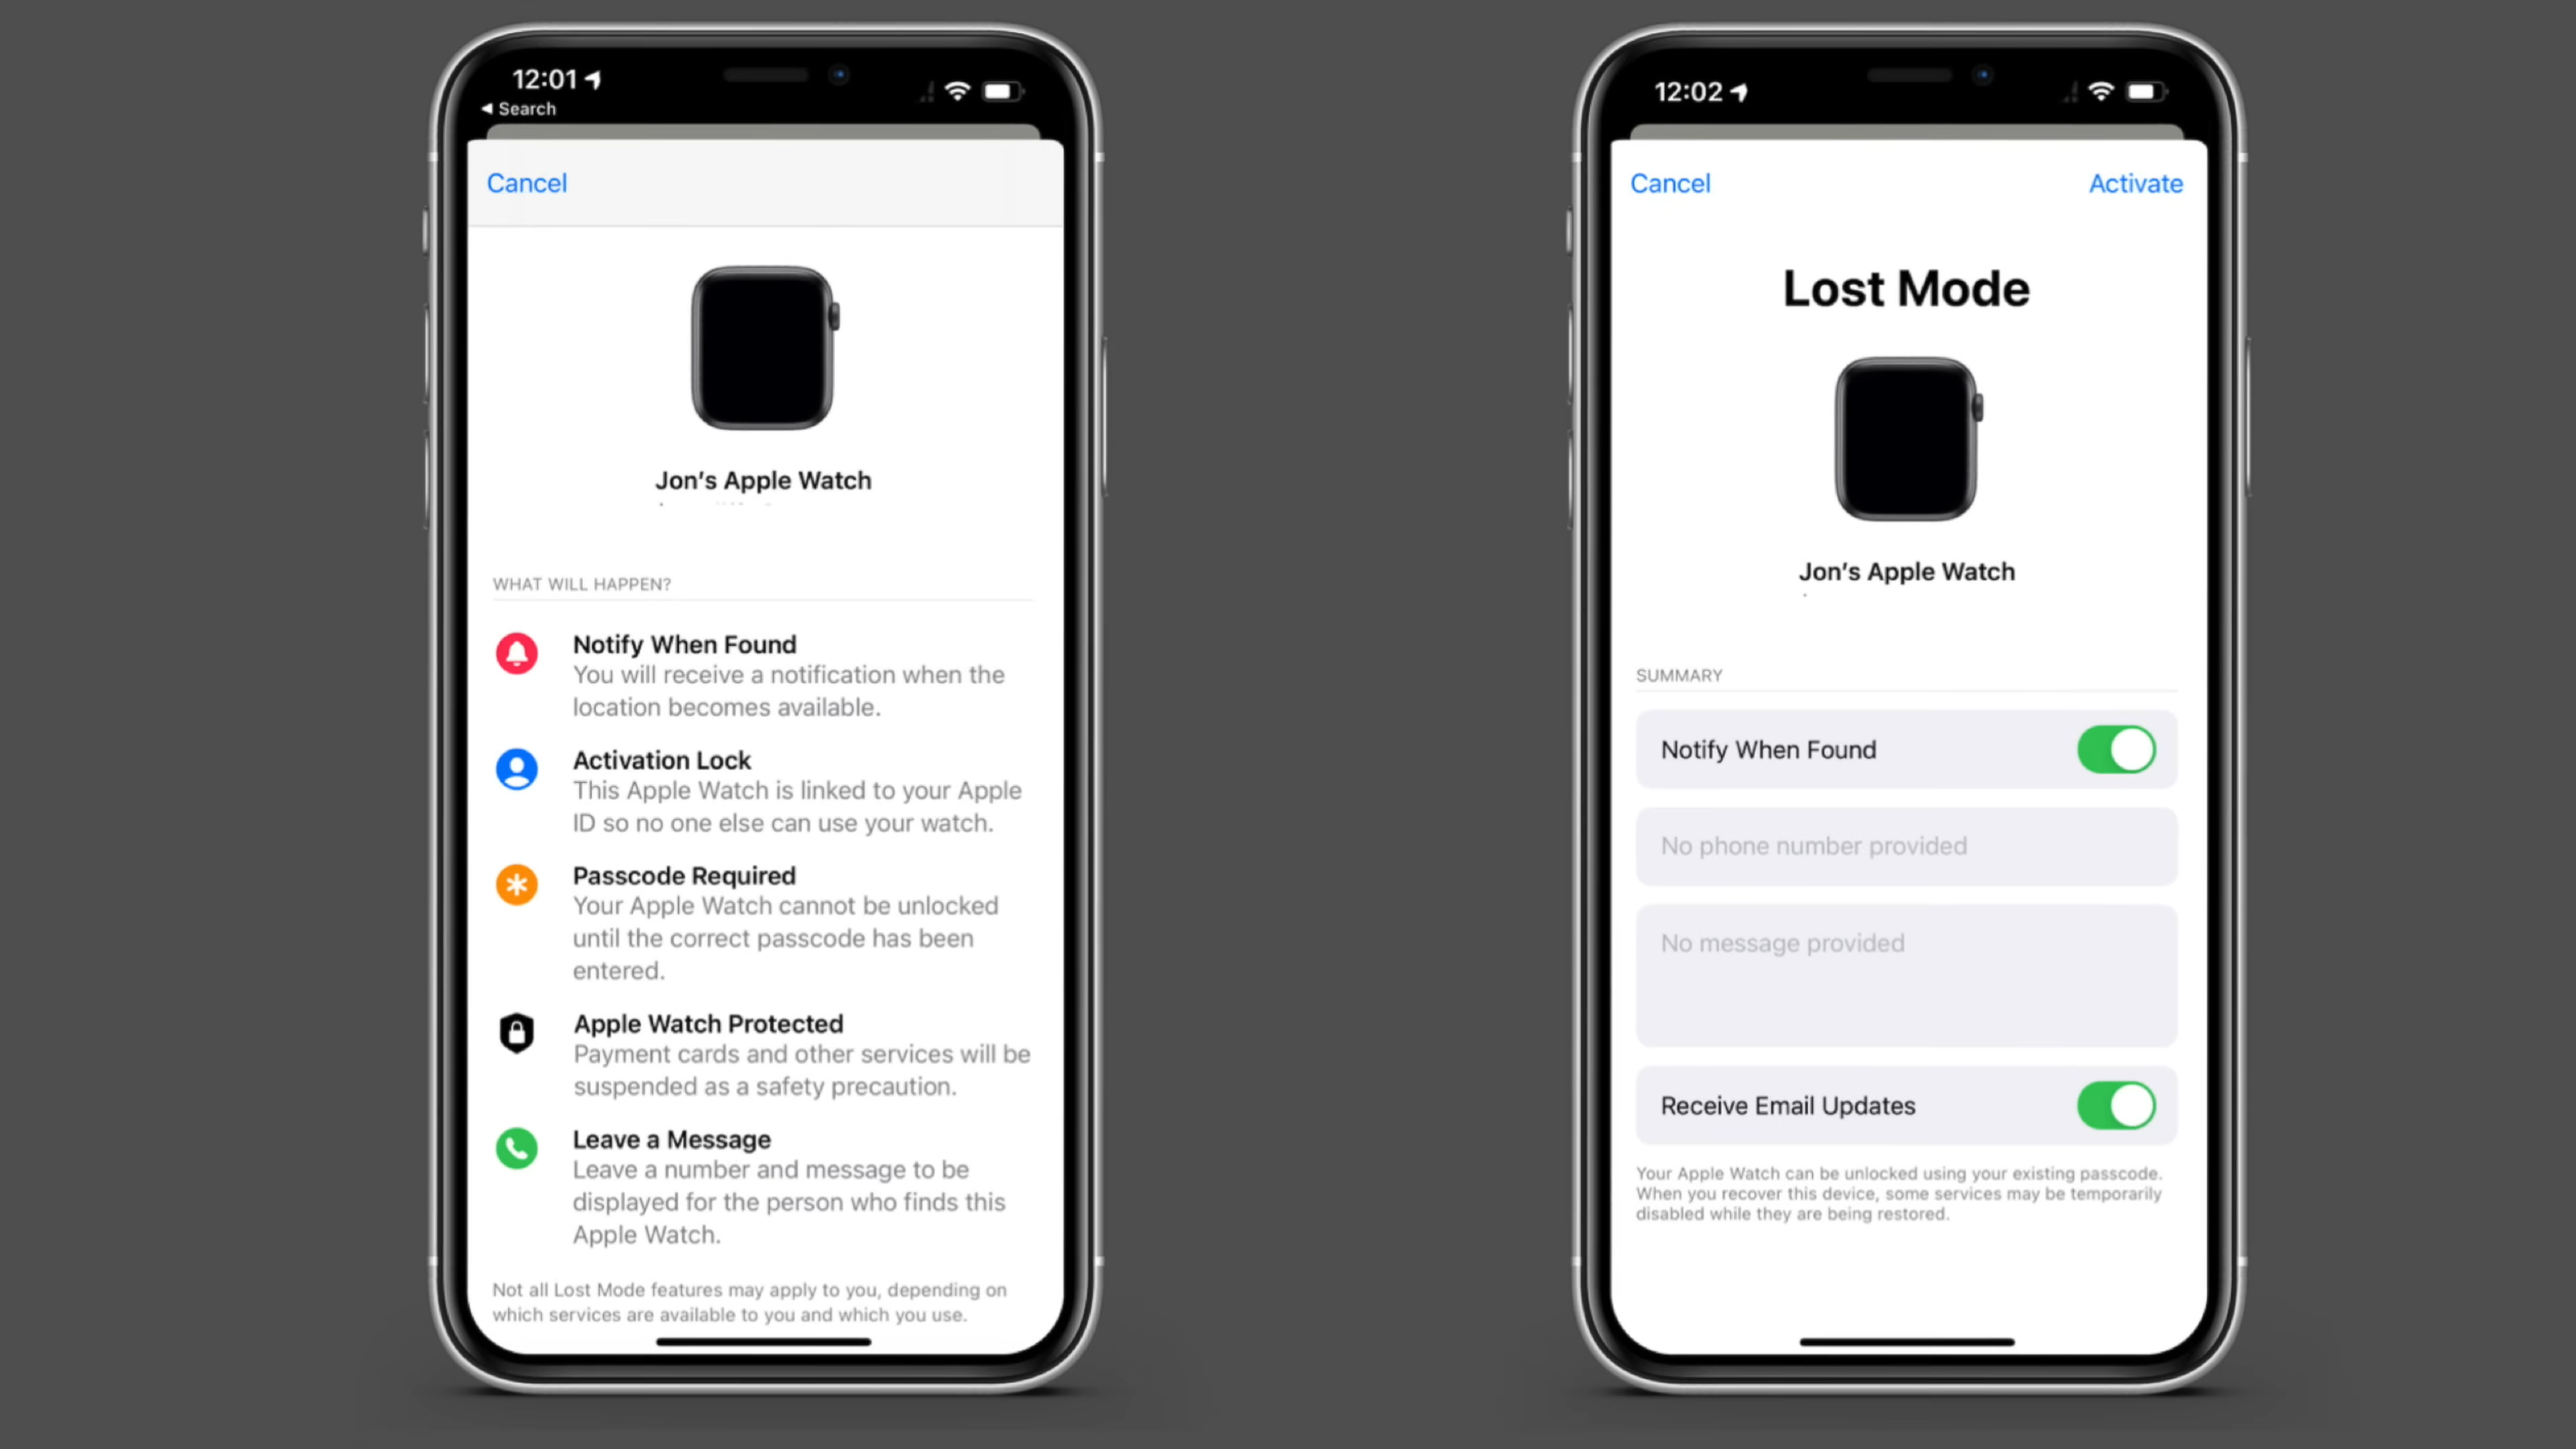 12:01
Search
Cancel
Jon's Apple Watch
WHAT WILL HAPPEN?
Notify When Found
You will receive a notification when the
location becomes available.
Activation Lock
This Apple Watch is linked to your Apple
ID so no one else can use your watch.
Passcode Required
Your Apple Watch cannot be unlocked
until the correct passcode has been
entered.
Apple Watch Protected
Payment cards and other services will be
suspended as a safety precaution.
Leave a Message
Leave a number and message to be
displayed for the person who finds this
Apple Watch.
Not all Lost Mode features may apply to you, depending on
which services are available to you and which you use.
12:02
Cancel
Activate
Lost Mode
Jon's Apple Watch
SUMMARY
Notify When Found
No phone number provided
No message provided
Receive Email Updates
Your Apple Watch can be unlocked using your existing passcode.
When you recover this device, some services may be temporarily
disabled while they are being restored.